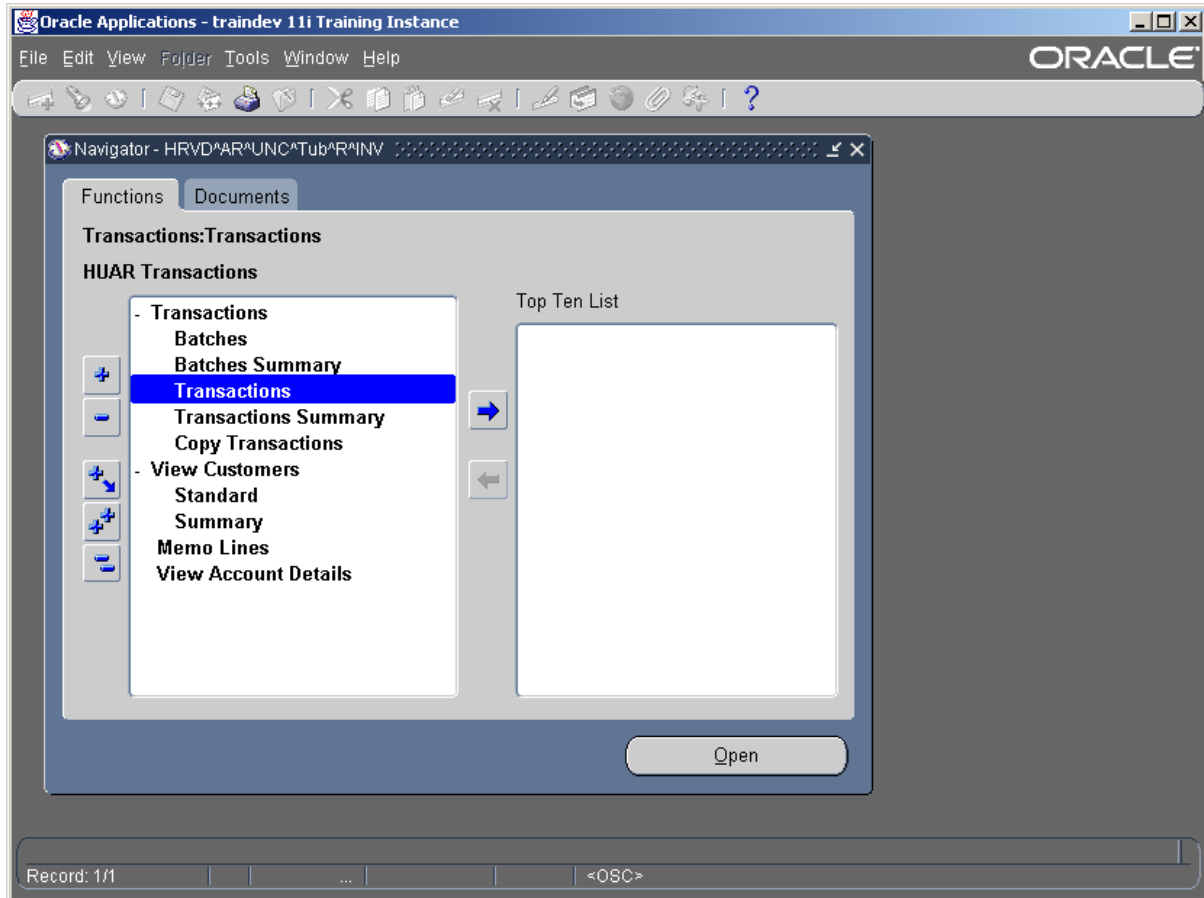 Oracle Applications - traindev 11i Training Instance
File Edit View Folder Tools Window Help
ORACLE
Navigator - HRVD^AR^UNC^Tub^R^INV
Functions Documents
Transactions:Transactions
HUAR Transactions
Top Ten List
- Transactions
Batches
Batches Summary
Transactions
Transactions Summary
Copy Transactions
- View Customers
Standard
Summary
Memo Lines
View Account Details
Open
Record: 1/1 ... <OSC>